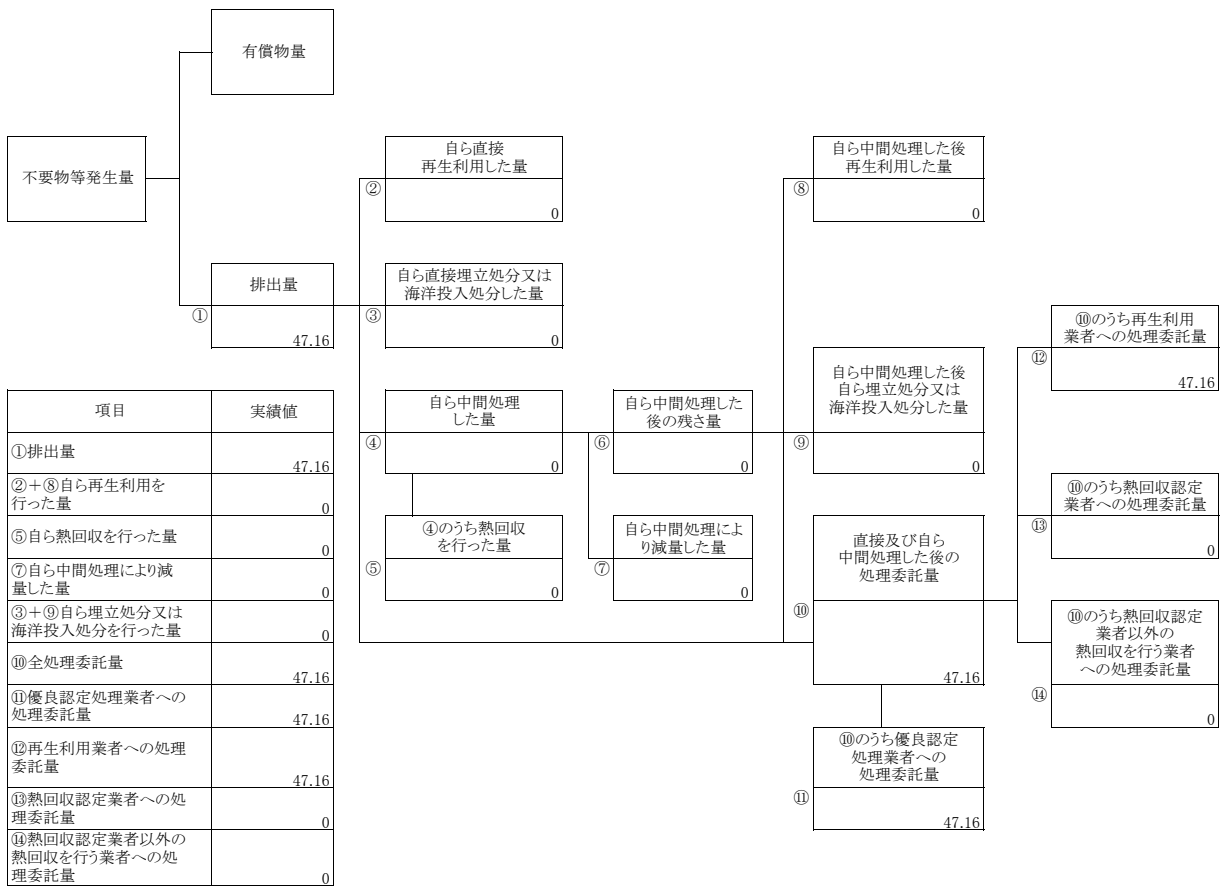 有償物量
不要物等発生量
排出量
①
47.16
自ら直接
再生利用した量
②
0
自ら直接埋立処分又は
海洋投入処分した量
③
0
自ら中間処理
した量
④
0
④のうち熱回収
を行った量
⑤
0
自ら中間処理した
後の残さ量
⑥
0
自ら中間処理によ
り減量した量
⑦
0
自ら中間処理した後
再生利用した量
⑧
0
自ら中間処理した後
自ら埋立処分又は
海洋投入処分した量
⑨
0
直接及び自ら
中間処理した後の
処理委託量
⑩
47.16
⑩のうち優良認定
処理業者への
処理委託量
⑪
47.16
⑩のうち再生利用
業者への処理委託量
⑫
47.16
⑩のうち熱回収認定
業者への処理委託量
⑬
0
⑩のうち熱回収認定
業者以外の
熱回収を行う業者
への処理委託量
⑭
0
項目 実績値
①排出量
47.16
②+⑧自ら再生利用を
行った量
0
⑤自ら熱回収を行った量
0
⑦自ら中間処理により減
量した量
0
③+⑨自ら埋立処分又は
海洋投入処分を行った量
0
⑩全処理委託量
47.16
⑪優良認定処理業者への
処理委託量
47.16
⑫再生利用業者への処理
委託量
47.16
⑬熱回収認定業者への処
理委託量
0
⑭熱回収認定業者以外の
熱回収を行う業者への処
理委託量
0